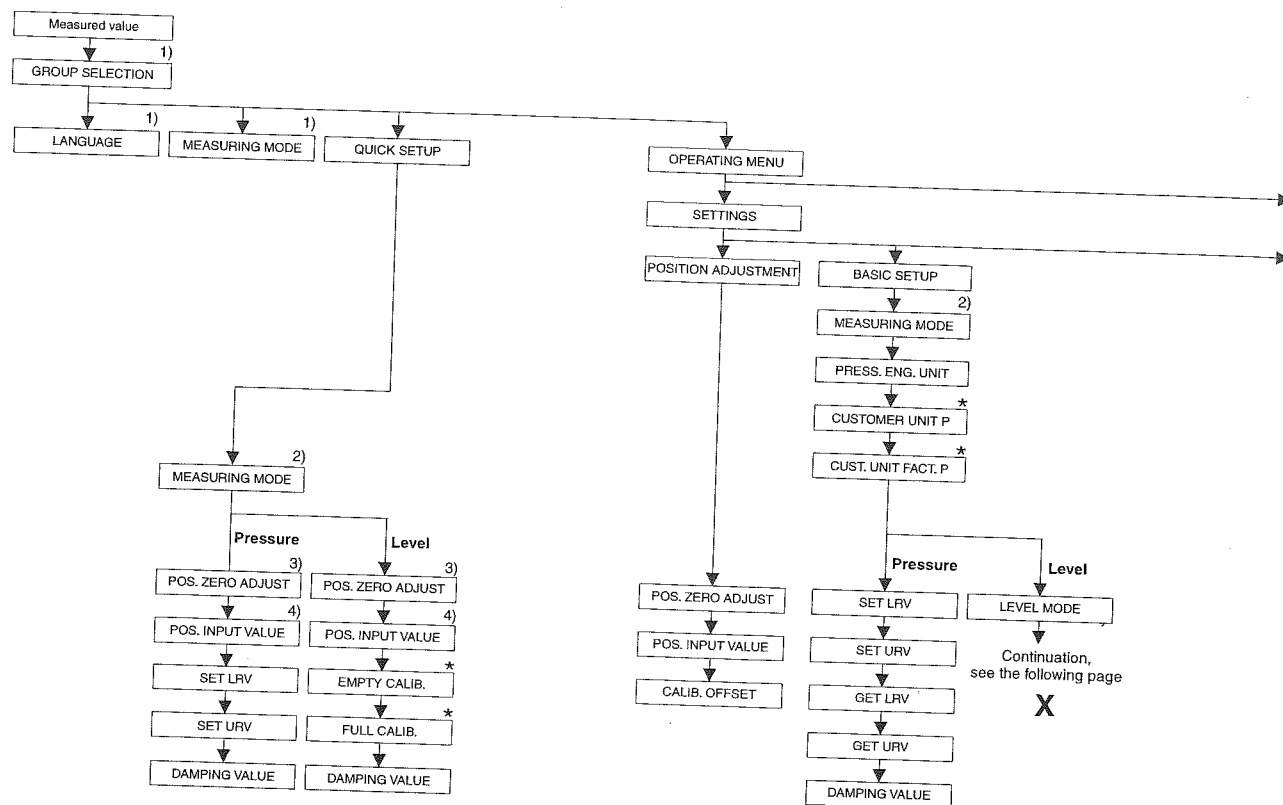 Measured value
1)
GROUP SELECTION
1)
LANGUAGE
1)
MEASURING MODE
QUICK SETUP
OPERATING MENU
SETTINGS
POSITION ADJUSTMENT
BASIC SETUP
2)
MEASURING MODE
PRESS. ENG. UNIT
*
CUSTOMER UNIT P
*
CUST. UNIT FACT. P
2)
MEASURING MODE
Pressure
Level
3)
POS. ZERO ADJUST
4)
POS. INPUT VALUE
SET LRV
SET URV
DAMPING VALUE
3)
POS. ZERO ADJUST
4)
POS. INPUT VALUE
*
EMPTY CALIB.
*
FULL CALIB.
DAMPING VALUE
POS. ZERO ADJUST
POS. INPUT VALUE
CALIB. OFFSET
Pressure
Level
SET LRV
SET URV
GET LRV
GET URV
DAMPING VALUE
LEVEL MODE
Continuation,
see the following page
X